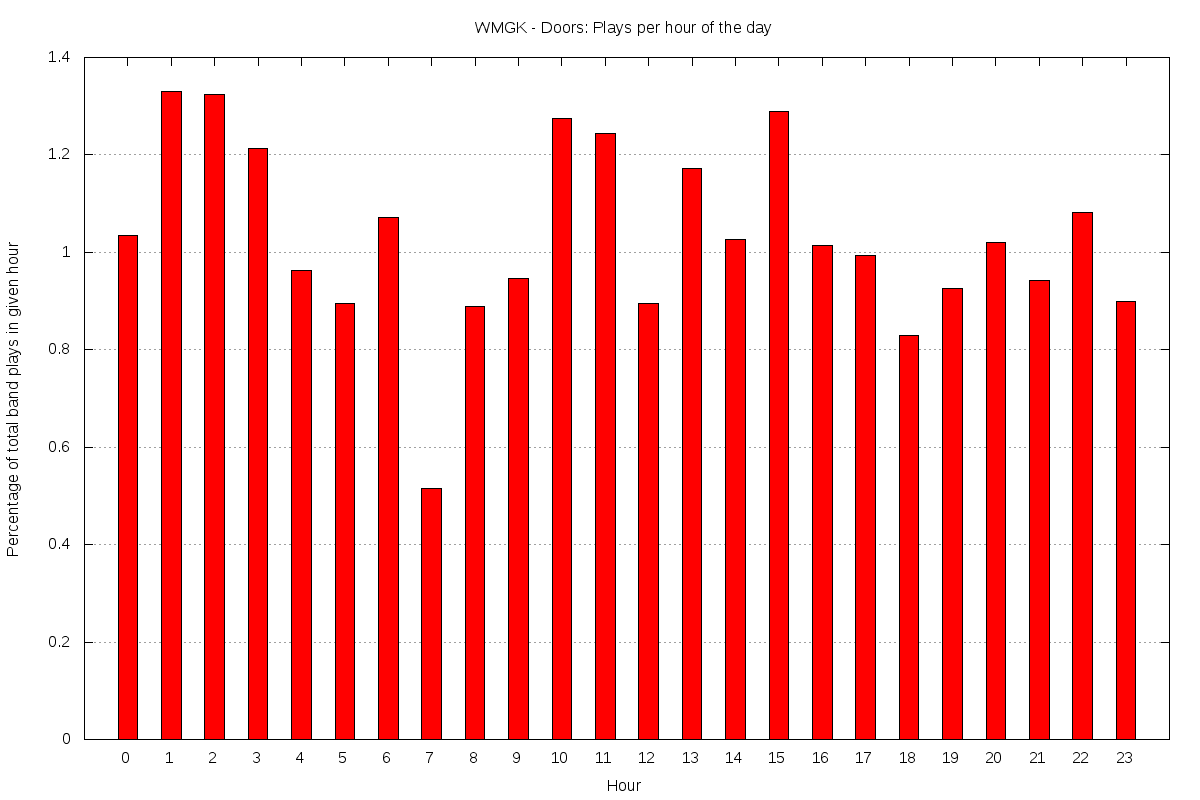 WMGK - Doors: Plays per hour of the day
Percentage of total band plays in given hour
1.4
1.2
1
0.8
0.6
0.4
0.2
0
0 1 2 3 4 5 6 7 8 9 10 11 12 13 14 15 16 17 18 19 20 21 22 23
Hour